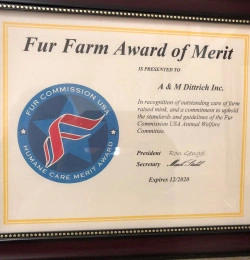 Fur Farm Award of Merit
IS PRESENTED TO
A & M Dittrich Inc.
In recognition of outstanding care of farm
raised mink, and a commitment to uphold
the standards and guidelines of the Fur
Commission USA Annual Welfare
Committee.
FUR COMMISSION USA
HUMANE CARE MERIT AWARD
President
Secretary
Expires 12/2020